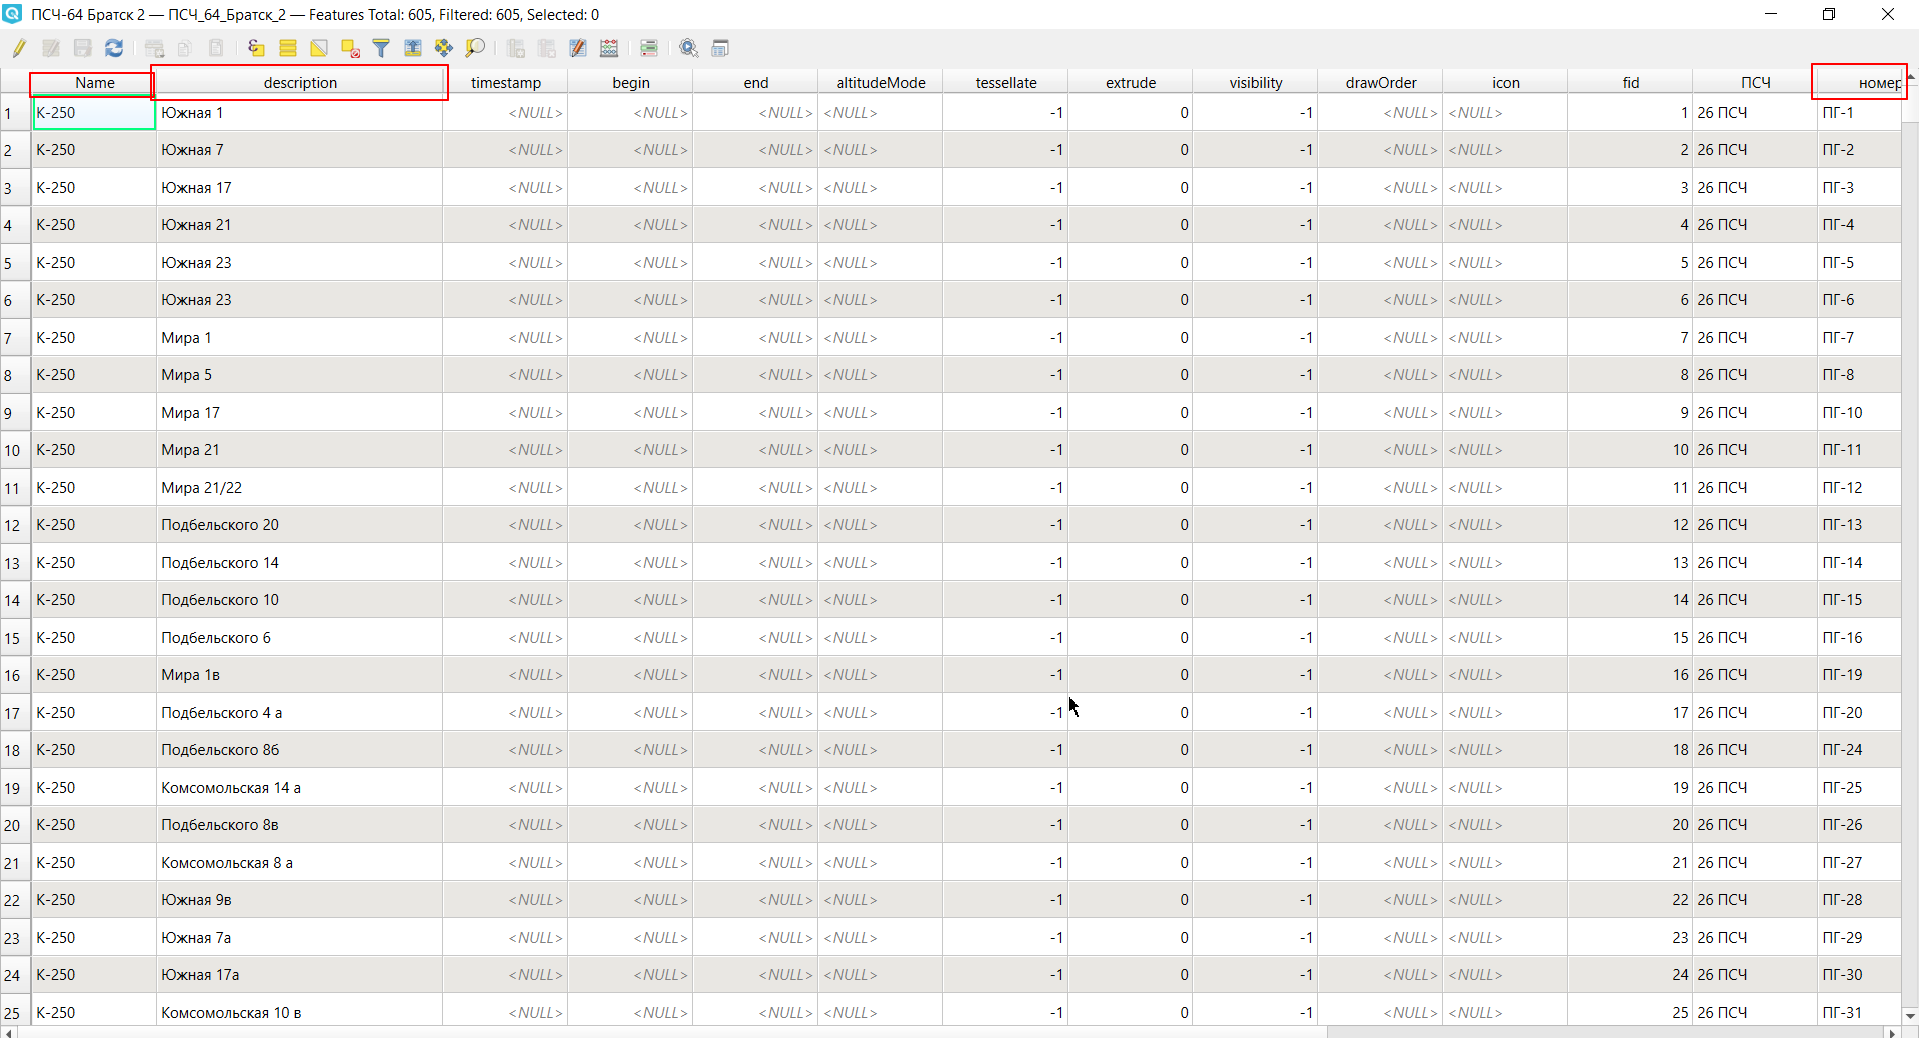 ПСЧ-64 Братск 2 — ПСЧ_64_Братск_2 — Features Total: 605, Filtered: 605, Selected: 0
Name description timestamp begin end altitudeMode tessellate extrude visibility drawOrder icon fid ПСЧ номер
1 К-250 Южная 1 <NULL> <NULL> <NULL> <NULL> -1 0 -1 <NULL> <NULL> 1 26 ПСЧ ПГ-1
2 К-250 Южная 7 <NULL> <NULL> <NULL> <NULL> -1 0 -1 <NULL> <NULL> 2 26 ПСЧ ПГ-2
3 К-250 Южная 17 <NULL> <NULL> <NULL> <NULL> -1 0 -1 <NULL> <NULL> 3 26 ПСЧ ПГ-3
4 К-250 Южная 21 <NULL> <NULL> <NULL> <NULL> -1 0 -1 <NULL> <NULL> 4 26 ПСЧ ПГ-4
5 К-250 Южная 23 <NULL> <NULL> <NULL> <NULL> -1 0 -1 <NULL> <NULL> 5 26 ПСЧ ПГ-5
6 К-250 Южная 23 <NULL> <NULL> <NULL> <NULL> -1 0 -1 <NULL> <NULL> 6 26 ПСЧ ПГ-6
7 К-250 Мира 1 <NULL> <NULL> <NULL> <NULL> -1 0 -1 <NULL> <NULL> 7 26 ПСЧ ПГ-7
8 К-250 Мира 5 <NULL> <NULL> <NULL> <NULL> -1 0 -1 <NULL> <NULL> 8 26 ПСЧ ПГ-8
9 К-250 Мира 17 <NULL> <NULL> <NULL> <NULL> -1 0 -1 <NULL> <NULL> 9 26 ПСЧ ПГ-10
10 К-250 Мира 21 <NULL> <NULL> <NULL> <NULL> -1 0 -1 <NULL> <NULL> 10 26 ПСЧ ПГ-11
11 К-250 Мира 21/22 <NULL> <NULL> <NULL> <NULL> -1 0 -1 <NULL> <NULL> 11 26 ПСЧ ПГ-12
12 К-250 Подбельского 20 <NULL> <NULL> <NULL> <NULL> -1 0 -1 <NULL> <NULL> 12 26 ПСЧ ПГ-13
13 К-250 Подбельского 14 <NULL> <NULL> <NULL> <NULL> -1 0 -1 <NULL> <NULL> 13 26 ПСЧ ПГ-14
14 К-250 Подбельского 10 <NULL> <NULL> <NULL> <NULL> -1 0 -1 <NULL> <NULL> 14 26 ПСЧ ПГ-15
15 К-250 Подбельского 6 <NULL> <NULL> <NULL> <NULL> -1 0 -1 <NULL> <NULL> 15 26 ПСЧ ПГ-16
16 К-250 Мира 1в <NULL> <NULL> <NULL> <NULL> -1 0 -1 <NULL> <NULL> 16 26 ПСЧ ПГ-19
17 К-250 Подбельского 4 а <NULL> <NULL> <NULL> <NULL> -1 0 -1 <NULL> <NULL> 17 26 ПСЧ ПГ-20
18 К-250 Подбельского 8б <NULL> <NULL> <NULL> <NULL> -1 0 -1 <NULL> <NULL> 18 26 ПСЧ ПГ-24
19 К-250 Комсомольская 14 а <NULL> <NULL> <NULL> <NULL> -1 0 -1 <NULL> <NULL> 19 26 ПСЧ ПГ-25
20 К-250 Подбельского 8в <NULL> <NULL> <NULL> <NULL> -1 0 -1 <NULL> <NULL> 20 26 ПСЧ ПГ-26
21 К-250 Комсомольская 8 а <NULL> <NULL> <NULL> <NULL> -1 0 -1 <NULL> <NULL> 21 26 ПСЧ ПГ-27
22 К-250 Южная 9в <NULL> <NULL> <NULL> <NULL> -1 0 -1 <NULL> <NULL> 22 26 ПСЧ ПГ-28
23 К-250 Южная 7а <NULL> <NULL> <NULL> <NULL> -1 0 -1 <NULL> <NULL> 23 26 ПСЧ ПГ-29
24 К-250 Южная 17а <NULL> <NULL> <NULL> <NULL> -1 0 -1 <NULL> <NULL> 24 26 ПСЧ ПГ-30
25 К-250 Комсомольская 10 в <NULL> <NULL> <NULL> <NULL> -1 0 -1 <NULL> <NULL> 25 26 ПСЧ ПГ-31